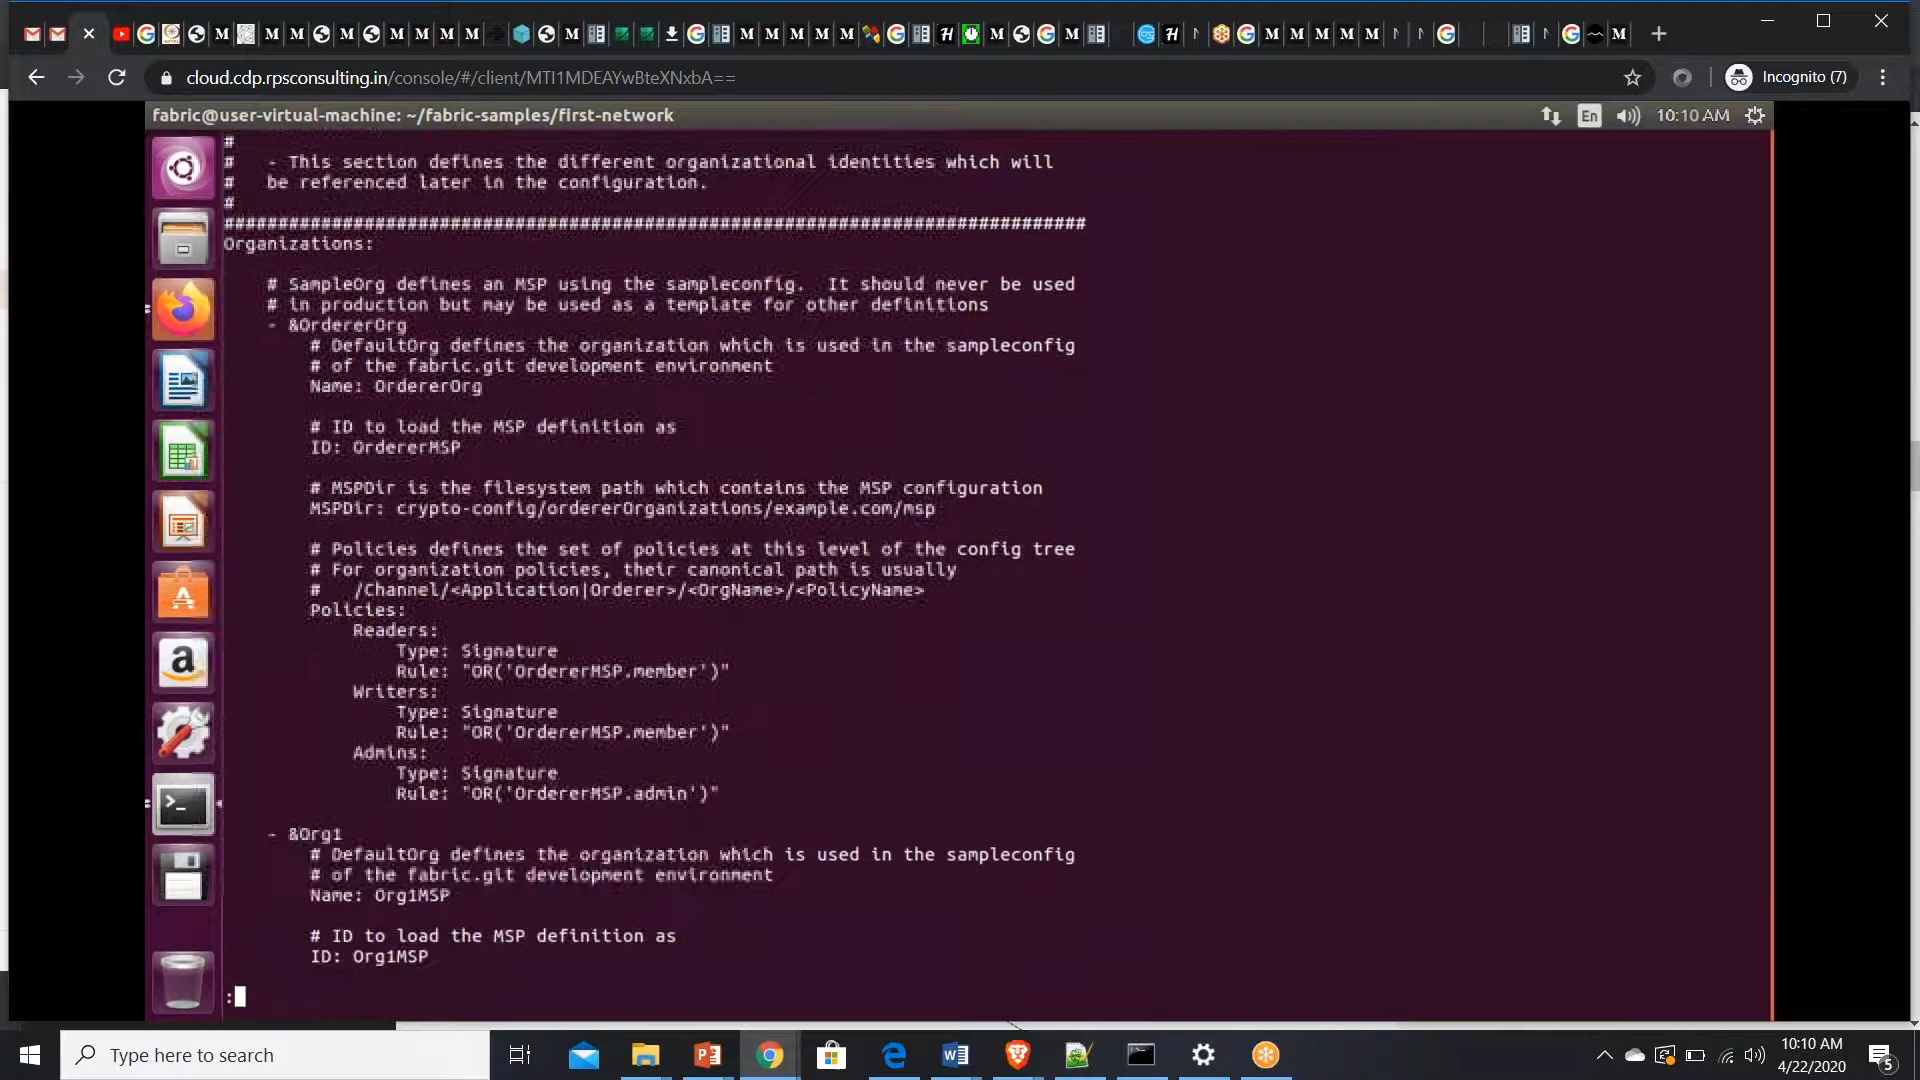 cloud.cdp.rpsconsulting.in/console/#/client/MTI1MDEAYwBteXNxbA==
Incognito (7)
fabric@user-virtual-machine: ~/fabric-samples/first-network
En
10:10 AM
#
#   - This section defines the different organizational identities which will
#   be referenced later in the configuration.
#
################################################################################
Organizations:
# SampleOrg defines an MSP using the sampleconfig.  It should never be used
# in production but may be used as a template for other definitions
- &OrdererOrg
# DefaultOrg defines the organization which is used in the sampleconfig
# of the fabric.git development environment
Name: OrdererOrg
# ID to load the MSP definition as
ID: OrdererMSP
# MSPDir is the filesystem path which contains the MSP configuration
MSPDir: crypto-config/ordererOrganizations/example.com/msp
# Policies defines the set of policies at this level of the config tree
# For organization policies, their canonical path is usually
#   /Channel/<Application|Orderer>/<OrgName>/<PolicyName>
Policies:
Readers:
Type: Signature
Rule: "OR('OrdererMSP.member')"
Writers:
Type: Signature
Rule: "OR('OrdererMSP.member')"
Admins:
Type: Signature
Rule: "OR('OrdererMSP.admin')"
- &Org1
# DefaultOrg defines the organization which is used in the sampleconfig
# of the fabric.git development environment
Name: Org1MSP
# ID to load the MSP definition as
ID: Org1MSP
:
Type here to search
10:10 AM
4/22/2020
5